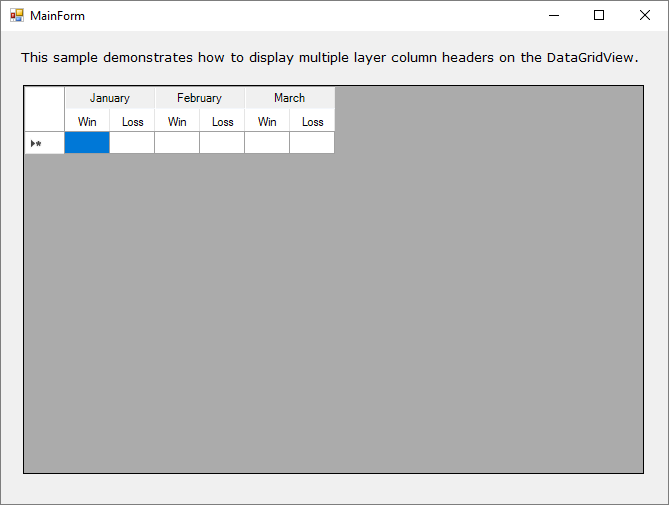 MainForm
This sample demonstrates how to display multiple layer column headers on the DataGridView.
January February March
Win Loss Win Loss Win Loss